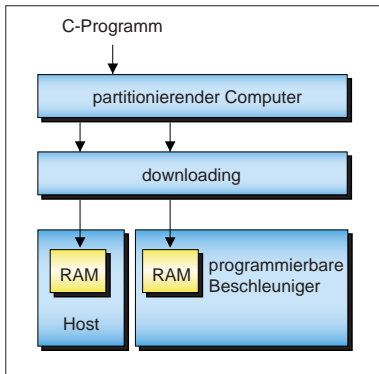 C-Programm
partitionierender Computer
downloading
RAM
Host
RAM
programmierbare
Beschleuniger